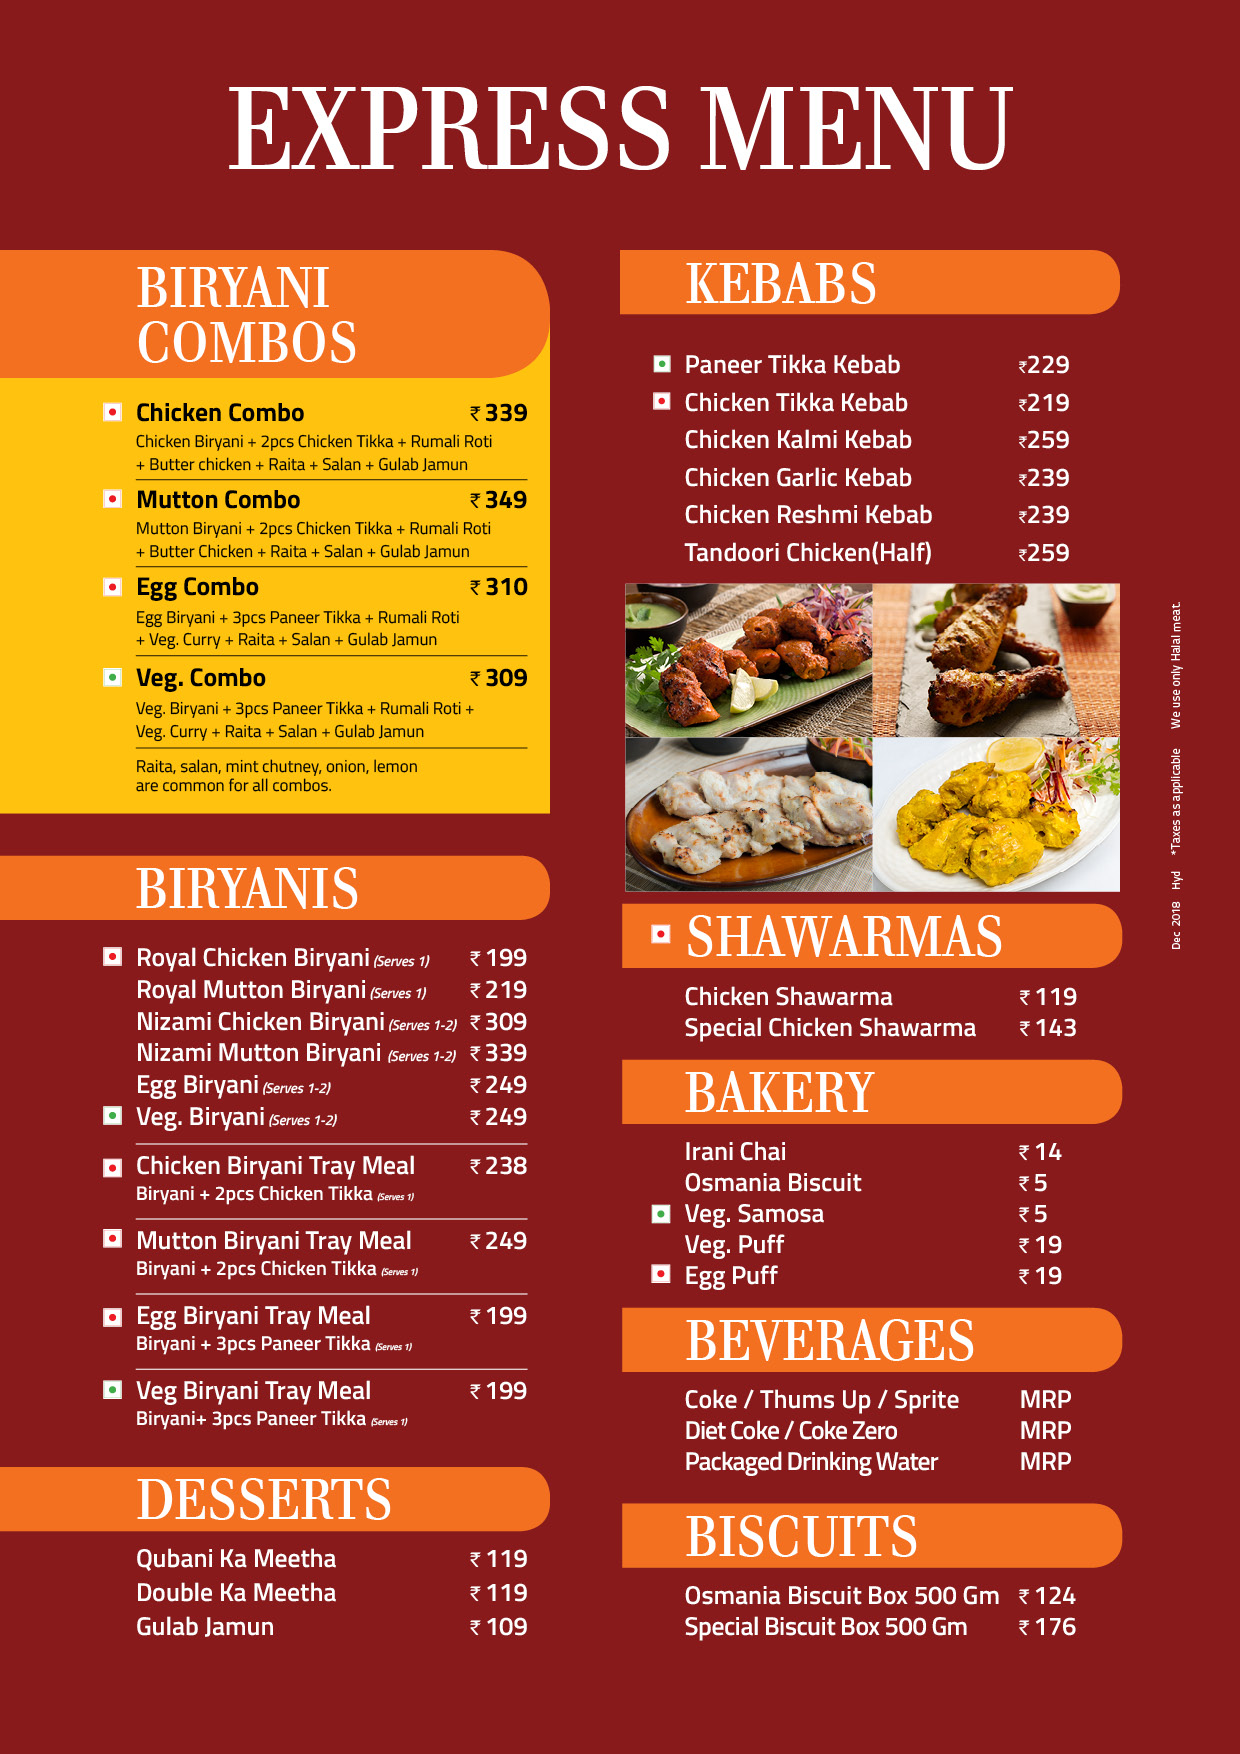 EXPRESS MENU
BIRYANI
COMBOS
Chicken Combo ₹ 339
Chicken Biryani + 2pcs Chicken Tikka + Rumali Roti
+ Butter chicken + Raita + Salan + Gulab Jamun
Mutton Combo ₹ 349
Mutton Biryani + 2pcs Chicken Tikka + Rumali Roti
+ Butter Chicken + Raita + Salan + Gulab Jamun
Egg Combo ₹ 310
Egg Biryani + 3pcs Paneer Tikka + Rumali Roti
+ Veg. Curry + Raita + Salan + Gulab Jamun
Veg. Combo ₹ 309
Veg. Biryani + 3pcs Paneer Tikka + Rumali Roti +
Veg. Curry + Raita + Salan + Gulab Jamun
Raita, salan, mint chutney, onion, lemon
are common for all combos.
BIRYANIS
Royal Chicken Biryani (Serves 1) ₹ 199
Royal Mutton Biryani (Serves 1) ₹ 219
Nizami Chicken Biryani (Serves 1-2) ₹ 309
Nizami Mutton Biryani (Serves 1-2) ₹ 339
Egg Biryani (Serves 1-2) ₹ 249
Veg. Biryani (Serves 1-2) ₹ 249
Chicken Biryani Tray Meal ₹ 238
Biryani + 2pcs Chicken Tikka (Serves 1)
Mutton Biryani Tray Meal ₹ 249
Biryani + 2pcs Chicken Tikka (Serves 1)
Egg Biryani Tray Meal ₹ 199
Biryani + 3pcs Paneer Tikka (Serves 1)
Veg Biryani Tray Meal ₹ 199
Biryani+ 3pcs Paneer Tikka (Serves 1)
DESSERTS
Qubani Ka Meetha ₹ 119
Double Ka Meetha ₹ 119
Gulab Jamun ₹ 109
KEBABS
Paneer Tikka Kebab ₹229
Chicken Tikka Kebab ₹219
Chicken Kalmi Kebab ₹259
Chicken Garlic Kebab ₹239
Chicken Reshmi Kebab ₹239
Tandoori Chicken(Half) ₹259
SHAWARMAS
Chicken Shawarma ₹ 119
Special Chicken Shawarma ₹ 143
BAKERY
Irani Chai ₹ 14
Osmania Biscuit ₹ 5
Veg. Samosa ₹ 5
Veg. Puff ₹ 19
Egg Puff ₹ 19
BEVERAGES
Coke / Thums Up / Sprite MRP
Diet Coke / Coke Zero MRP
Packaged Drinking Water MRP
BISCUITS
Osmania Biscuit Box 500 Gm ₹ 124
Special Biscuit Box 500 Gm ₹ 176
Dec 2018 Hyd *Taxes as applicable We use only Halal meat.